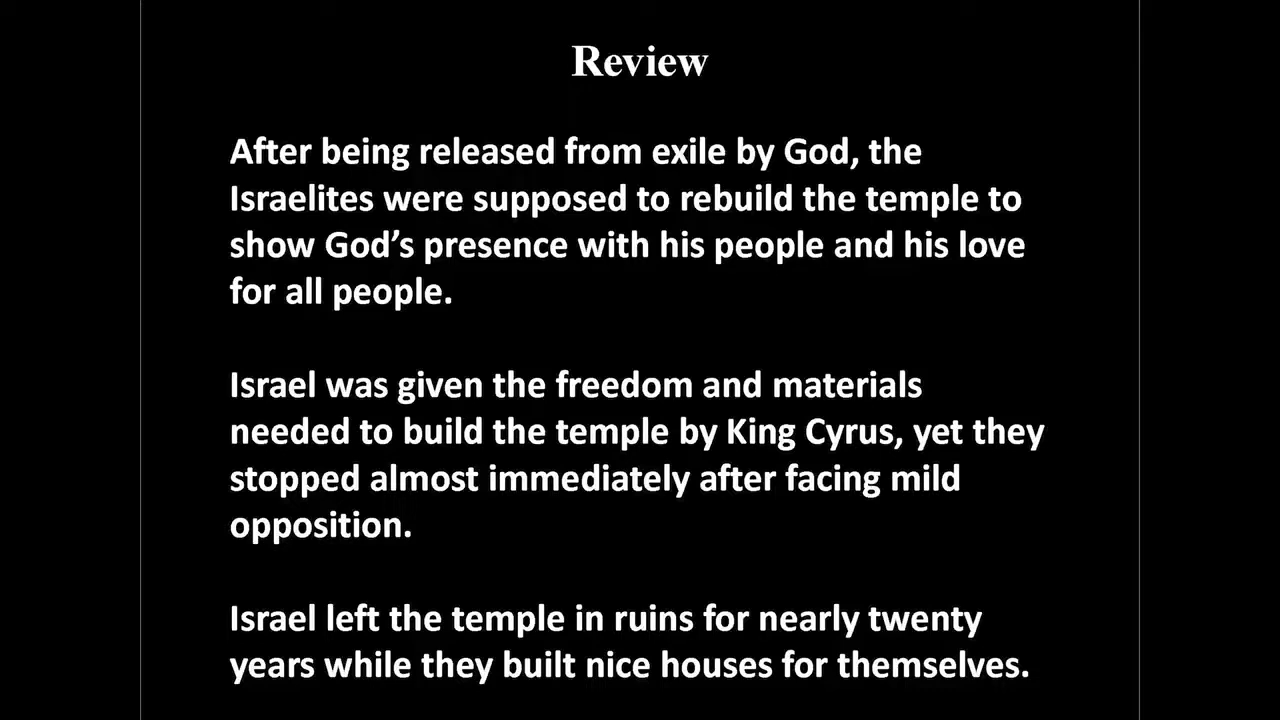 Review
After being released from exile by God, the
Israelites were supposed to rebuild the temple to
show God’s presence with his people and his love
for all people.
Israel was given the freedom and materials
needed to build the temple by King Cyrus, yet they
stopped almost immediately after facing mild
opposition.
Israel left the temple in ruins for nearly twenty
years while they built nice houses for themselves.